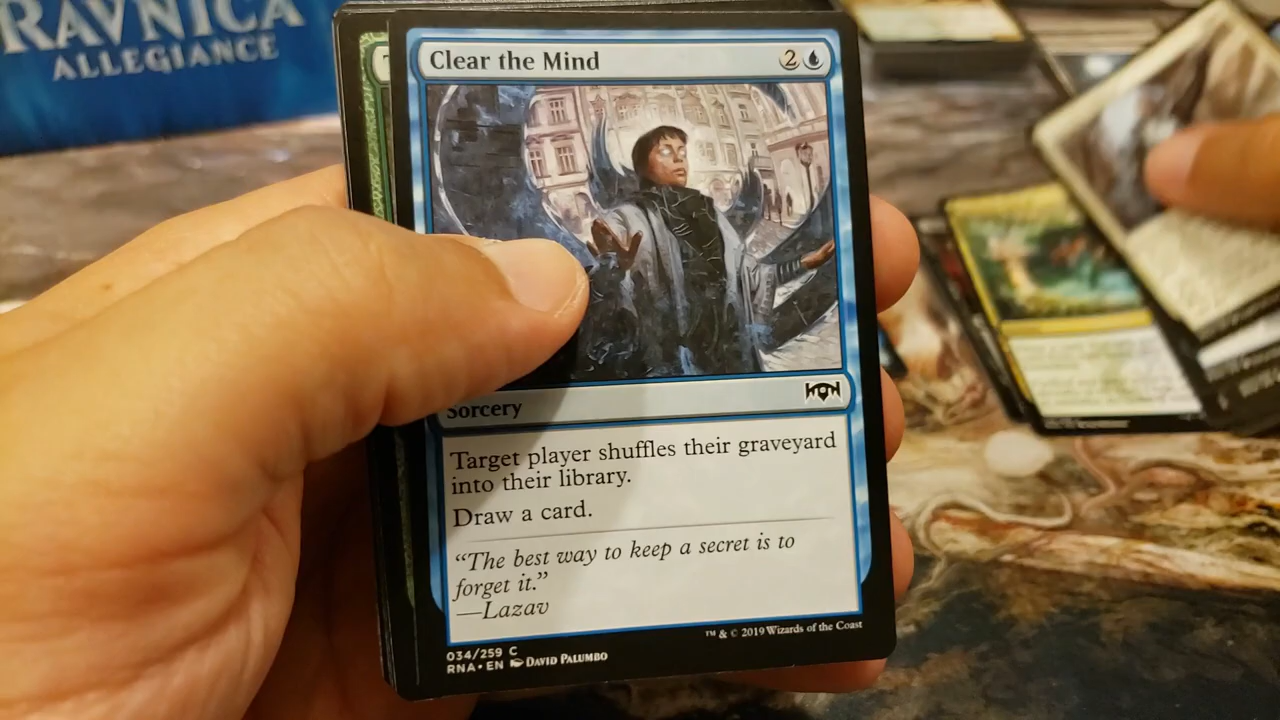 RAVNICA
ALLEGIANCE
Clear the Mind
2
Sorcery
Target player shuffles their graveyard
into their library.
Draw a card.
“The best way to keep a secret is to
forget it.”
—Lazav
™ & © 2019 Wizards of the Coast
034/259 C
RNA • EN DAVID PALUMBO